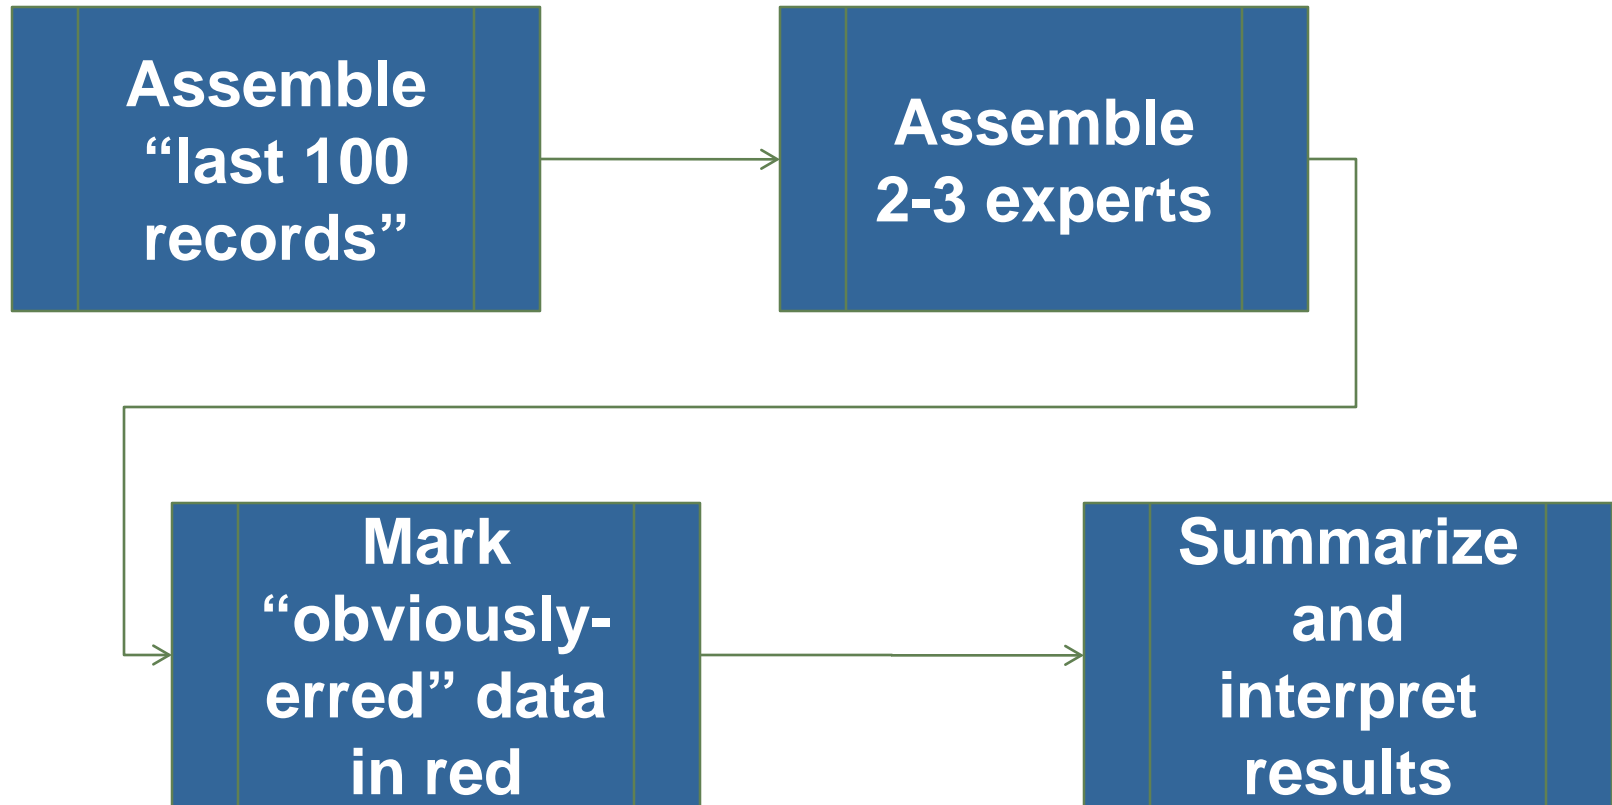 Assemble
“last 100
records”
Assemble
2-3 experts
Mark
“obviously-
erred” data
in red
Summarize
and
interpret
results